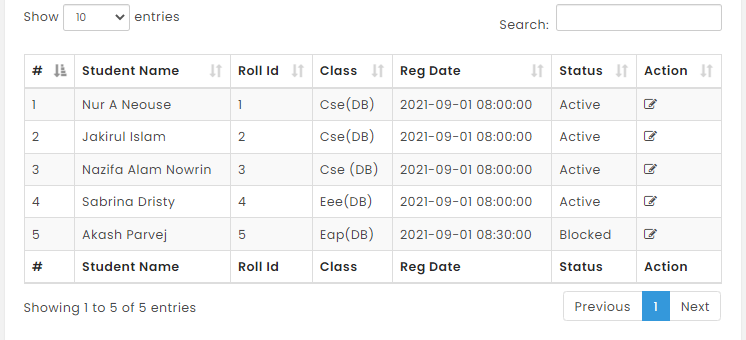 Show 10 entries
Search:
# Student Name Roll Id Class Reg Date Status Action
1 Nur A Neouse 1 Cse(DB) 2021-09-01 08:00:00 Active
2 Jakirul Islam 2 Cse(DB) 2021-09-01 08:00:00 Active
3 Nazifa Alam Nowrin 3 Cse (DB) 2021-09-01 08:00:00 Active
4 Sabrina Dristy 4 Eee(DB) 2021-09-01 08:00:00 Active
5 Akash Parvej 5 Eap(DB) 2021-09-01 08:30:00 Blocked
# Student Name Roll Id Class Reg Date Status Action
Showing 1 to 5 of 5 entries
Previous 1 Next